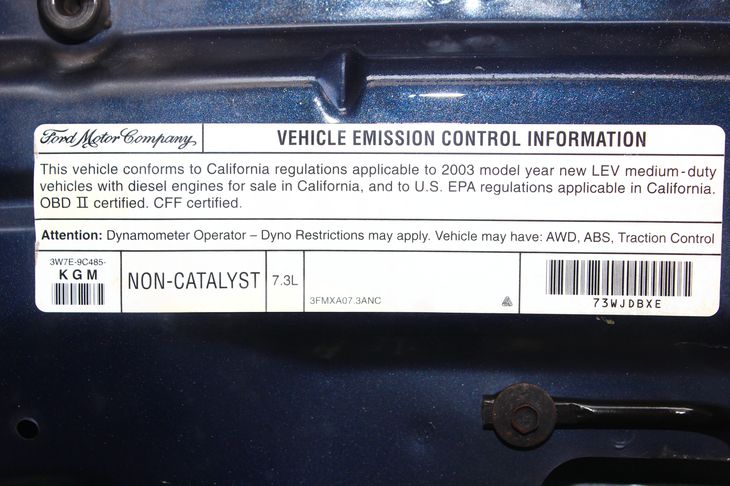 Ford Motor Company
VEHICLE EMISSION CONTROL INFORMATION
This vehicle conforms to California regulations applicable to 2003 model year new LEV medium-duty
vehicles with diesel engines for sale in California, and to U.S. EPA regulations applicable in California.
OBD II certified. CFF certified.
Attention: Dynamometer Operator – Dyno Restrictions may apply. Vehicle may have: AWD, ABS, Traction Control
3W7E-9C485-
KGM
NON-CATALYST
7.3L
3FMXA07.3ANC
73WJDBXE